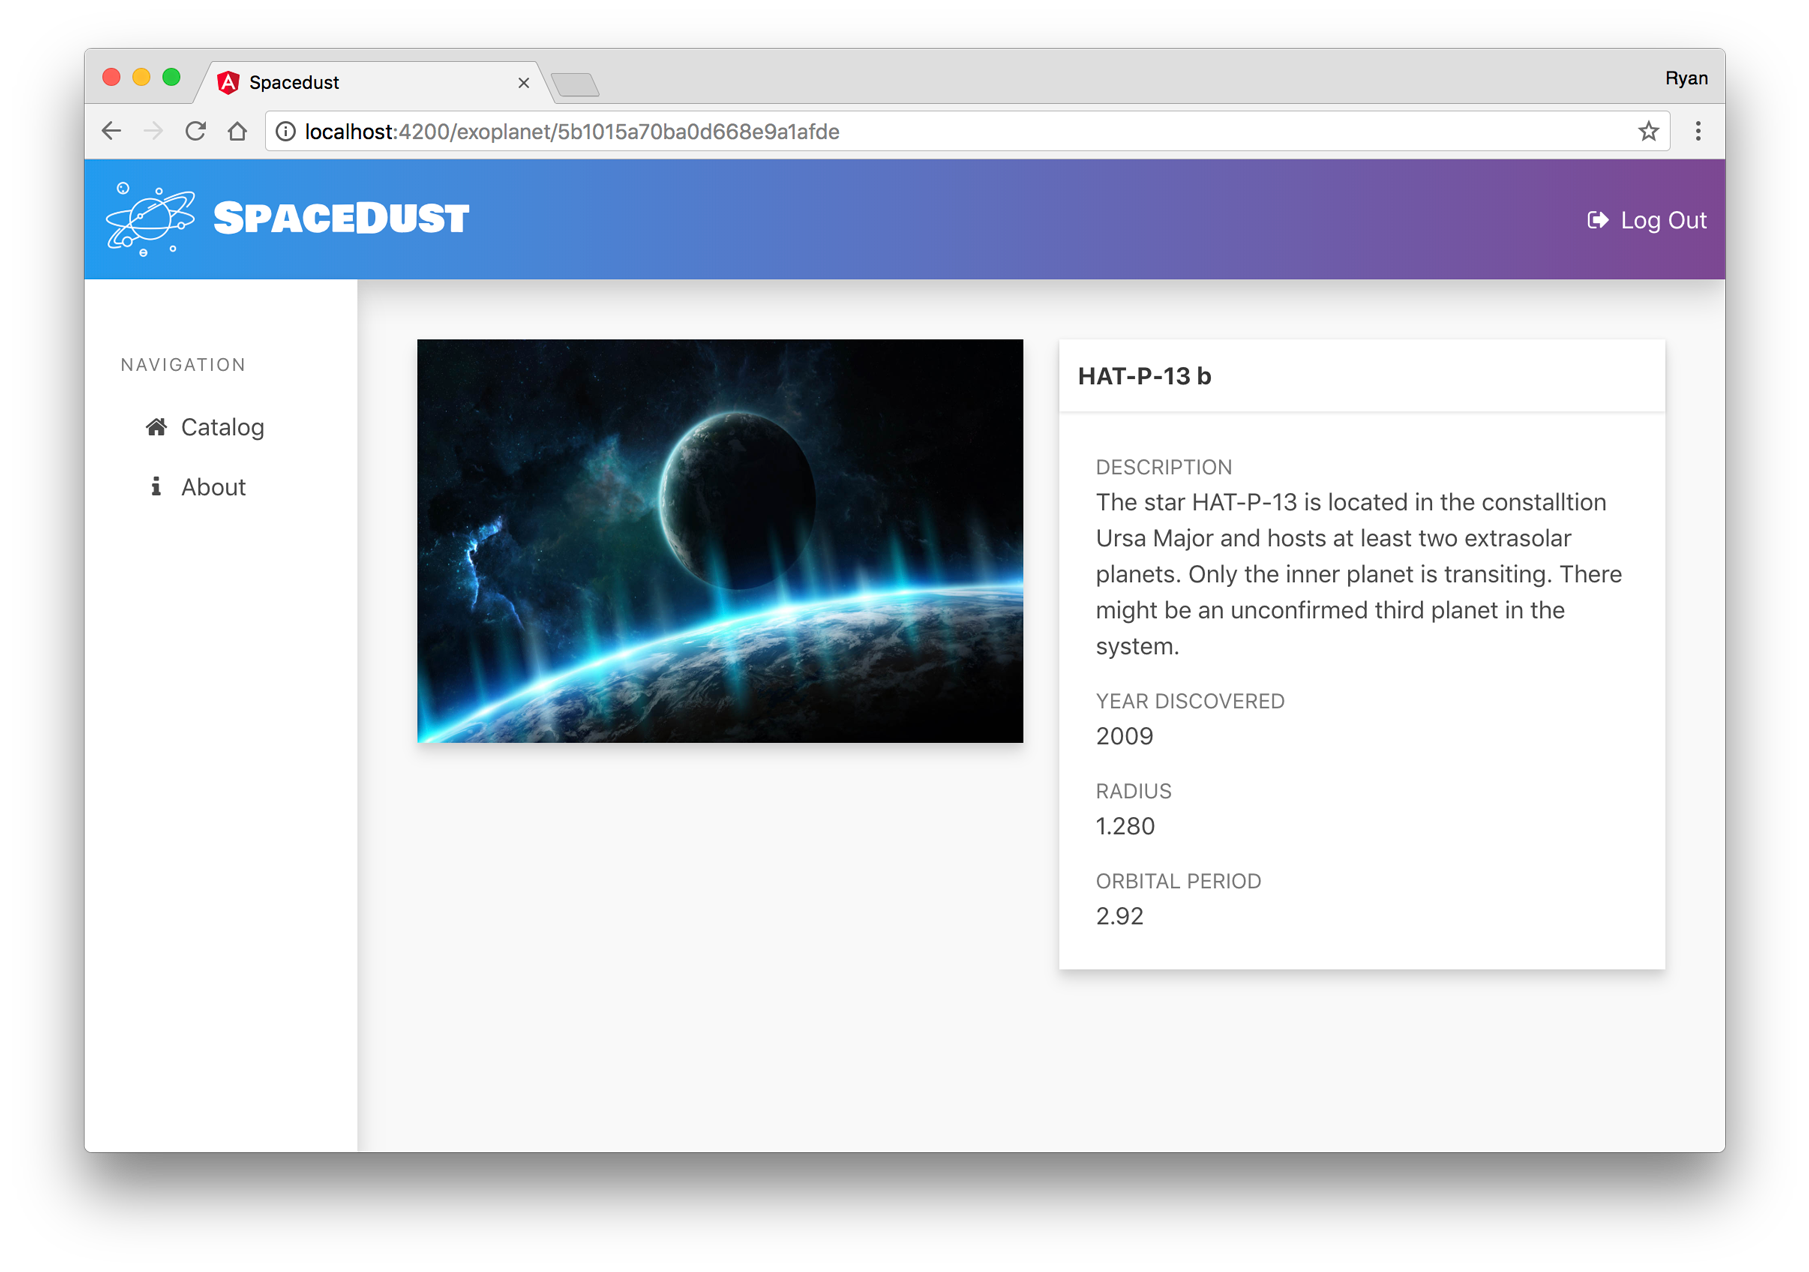 Spacedust
Ryan
localhost:4200/exoplanet/5b1015a70ba0d668e9a1afde
SPACEDUST
Log Out
NAVIGATION
Catalog
About
HAT-P-13 b
DESCRIPTION
The star HAT-P-13 is located in the constalltion
Ursa Major and hosts at least two extrasolar
planets. Only the inner planet is transiting. There
might be an unconfirmed third planet in the
system.
YEAR DISCOVERED
2009
RADIUS
1.280
ORBITAL PERIOD
2.92